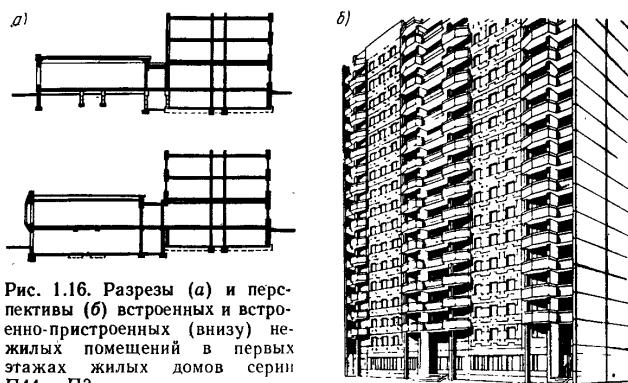 а)
б)
Рис. 1.16. Разрезы (а) и перс-
пективы (б) встроенных и встро-
енно-пристроенных (внизу) не-
жилых помещений в первых
этажах жилых домов серии